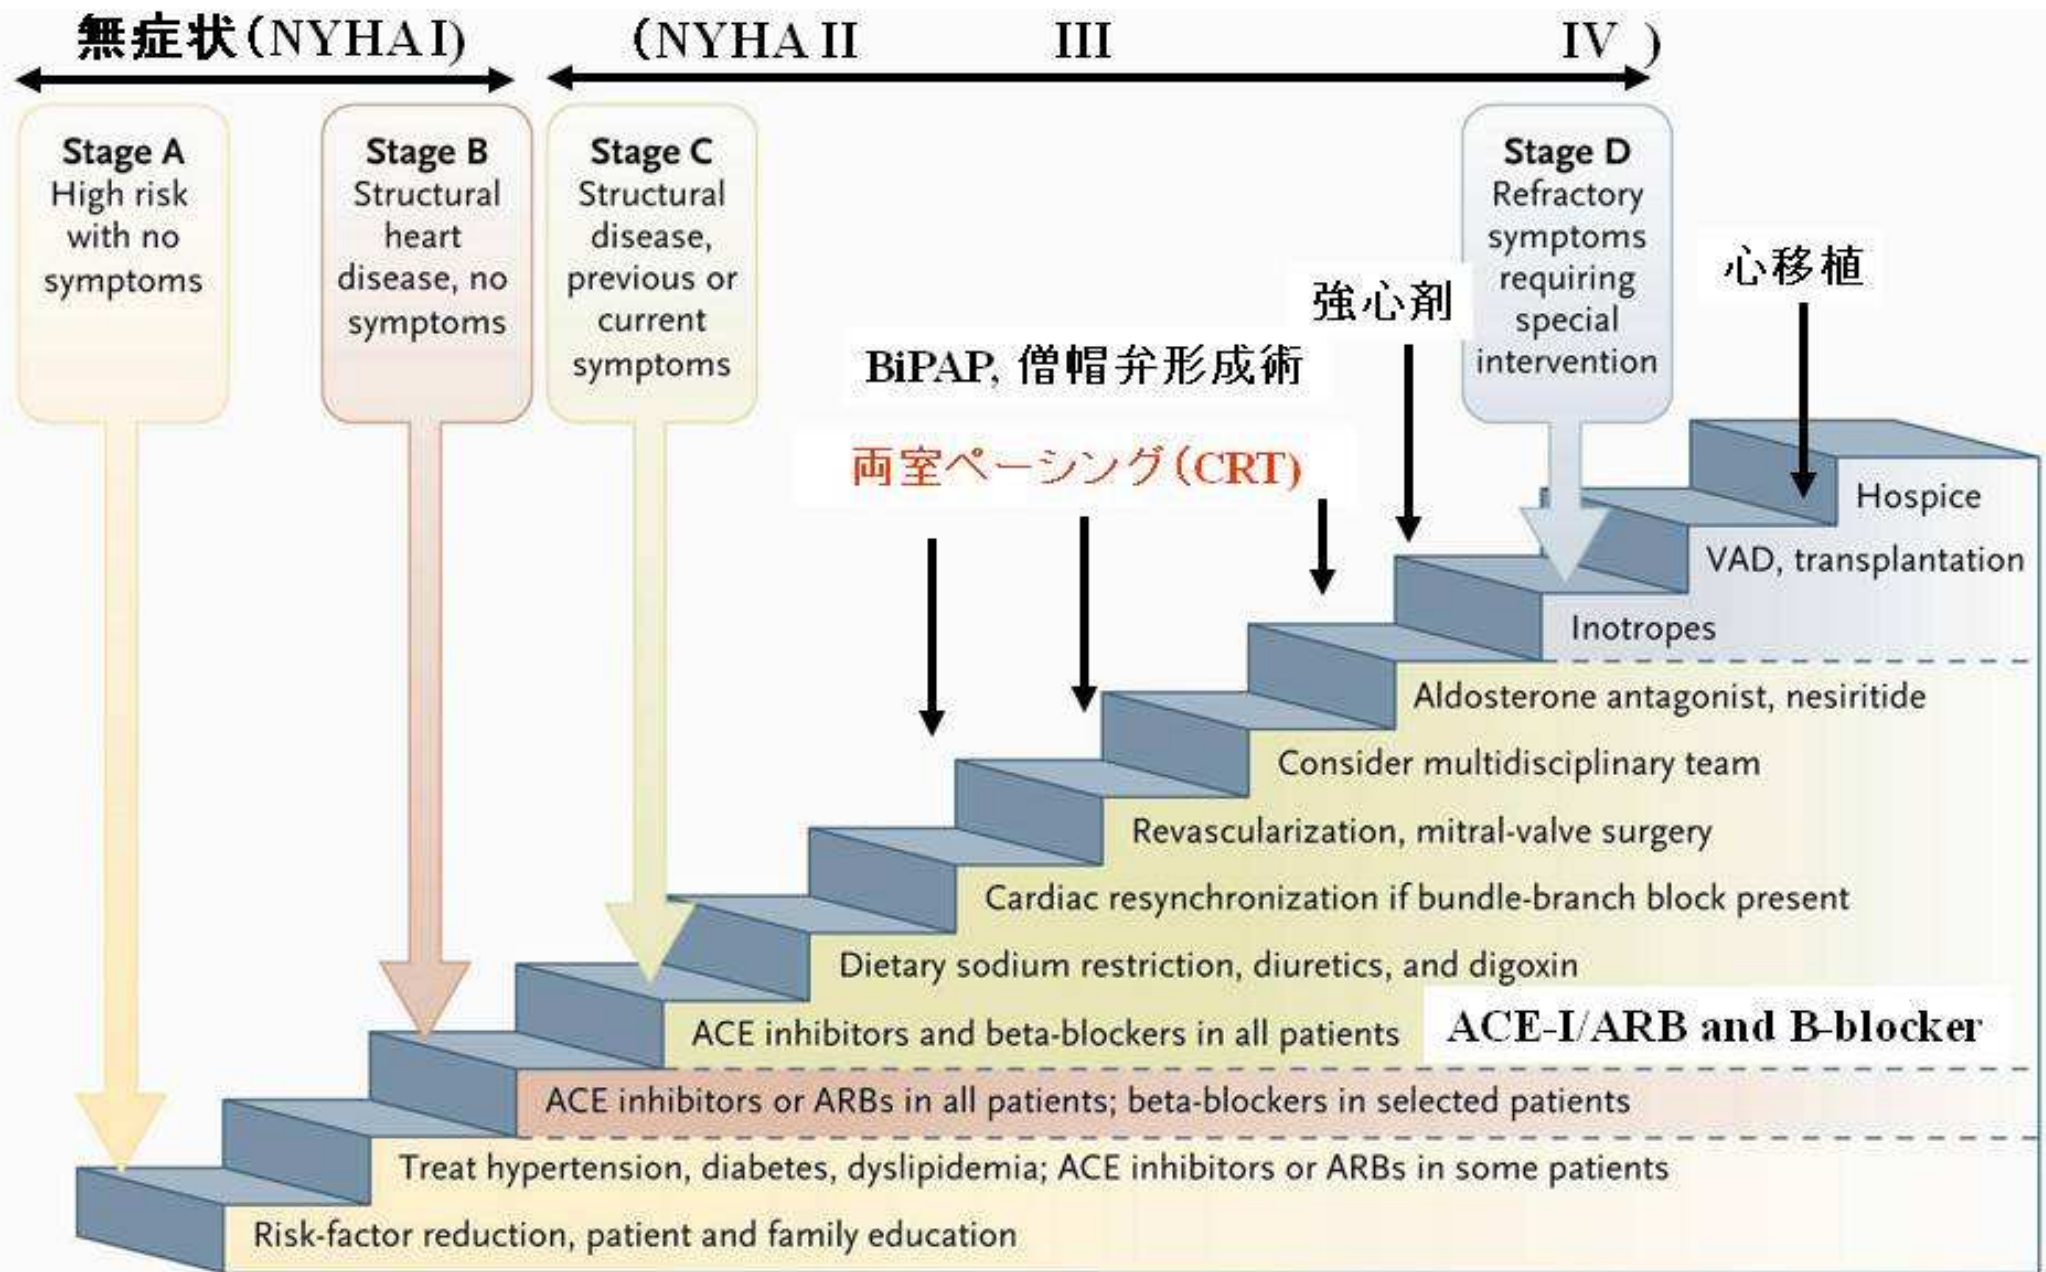 無症状(NYHA I)
(NYHA II III IV )
Stage A
High risk
with no
symptoms
Stage B
Structural
heart
disease, no
symptoms
Stage C
Structural
disease,
previous or
current
symptoms
Stage D
Refractory
symptoms
requiring
special
intervention
心移植
強心剤
BiPAP, 僧帽弁形成術
両室ペーシング(CRT)
Hospice
VAD, transplantation
Inotropes
Aldosterone antagonist, nesiritide
Consider multidisciplinary team
Revascularization, mitral-valve surgery
Cardiac resynchronization if bundle-branch block present
Dietary sodium restriction, diuretics, and digoxin
ACE inhibitors and beta-blockers in all patients
ACE-I/ARB and B-blocker
ACE inhibitors or ARBs in all patients; beta-blockers in selected patients
Treat hypertension, diabetes, dyslipidemia; ACE inhibitors or ARBs in some patients
Risk-factor reduction, patient and family education